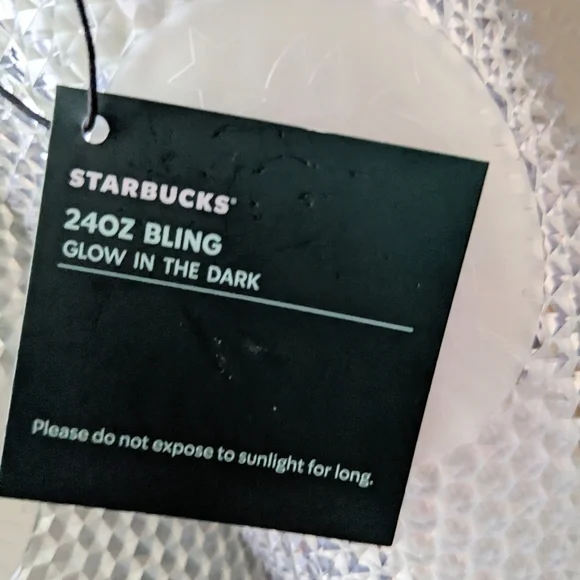 STARBUCKS®
24OZ BLING
GLOW IN THE DARK
Please do not expose to sunlight for long.